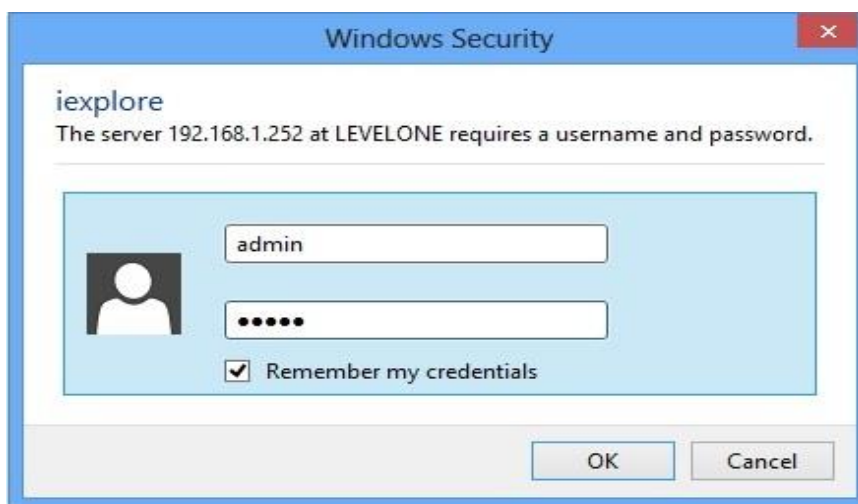 Windows Security
iexplore
The server 192.168.1.252 at LEVELONE requires a username and password.
admin
●●●●●
Remember my credentials
OK
Cancel